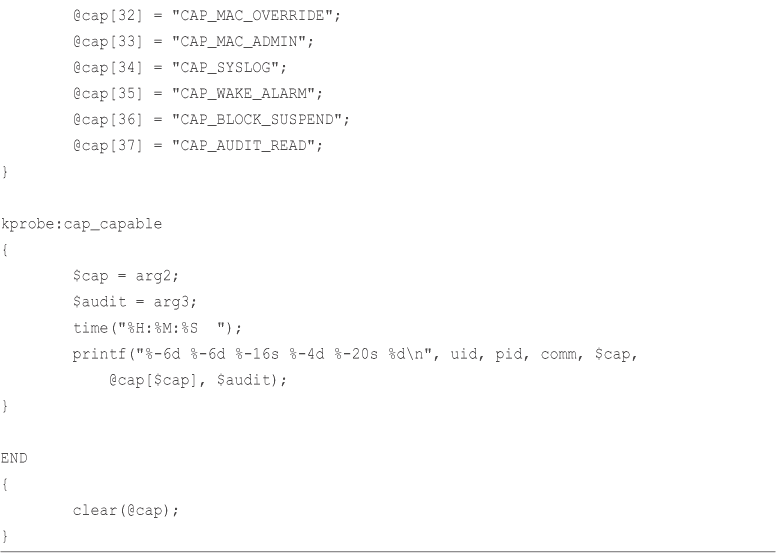 @cap[32] = "CAP_MAC_OVERRIDE";
        @cap[33] = "CAP_MAC_ADMIN";
        @cap[34] = "CAP_SYSLOG";
        @cap[35] = "CAP_WAKE_ALARM";
        @cap[36] = "CAP_BLOCK_SUSPEND";
        @cap[37] = "CAP_AUDIT_READ";
}

kprobe:cap_capable
{
        $cap = arg2;
        $audit = arg3;
        time("%H:%M:%S  ");
        printf("%-6d %-6d %-16s %-4d %-20s %d\n", uid, pid, comm, $cap,
            @cap[$cap], $audit);
}

END
{
        clear(@cap);
}